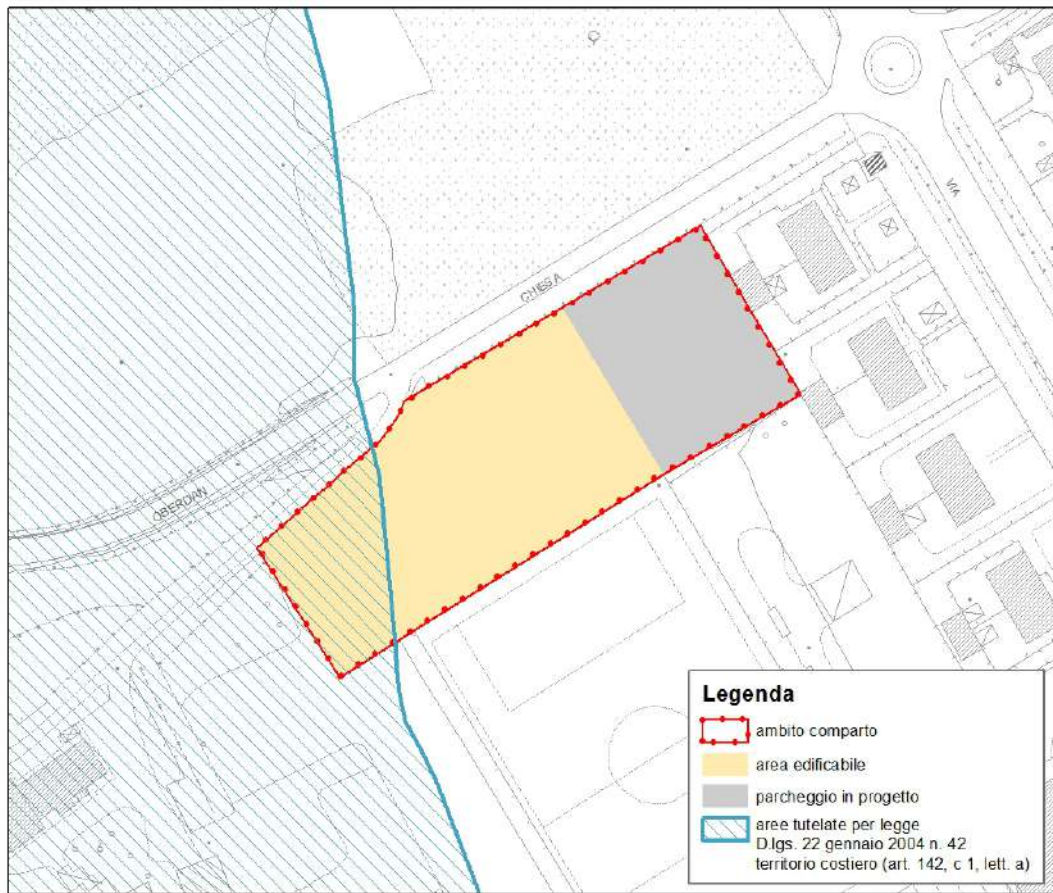 VIA
CHIESA
OBERDAN
Legenda
ambito comparto
area edificabile
parcheggio in progetto
aree tutelate per legge
D.lgs. 22 gennaio 2004 n. 42
territorio costiero (art. 142, c 1, lett. a)